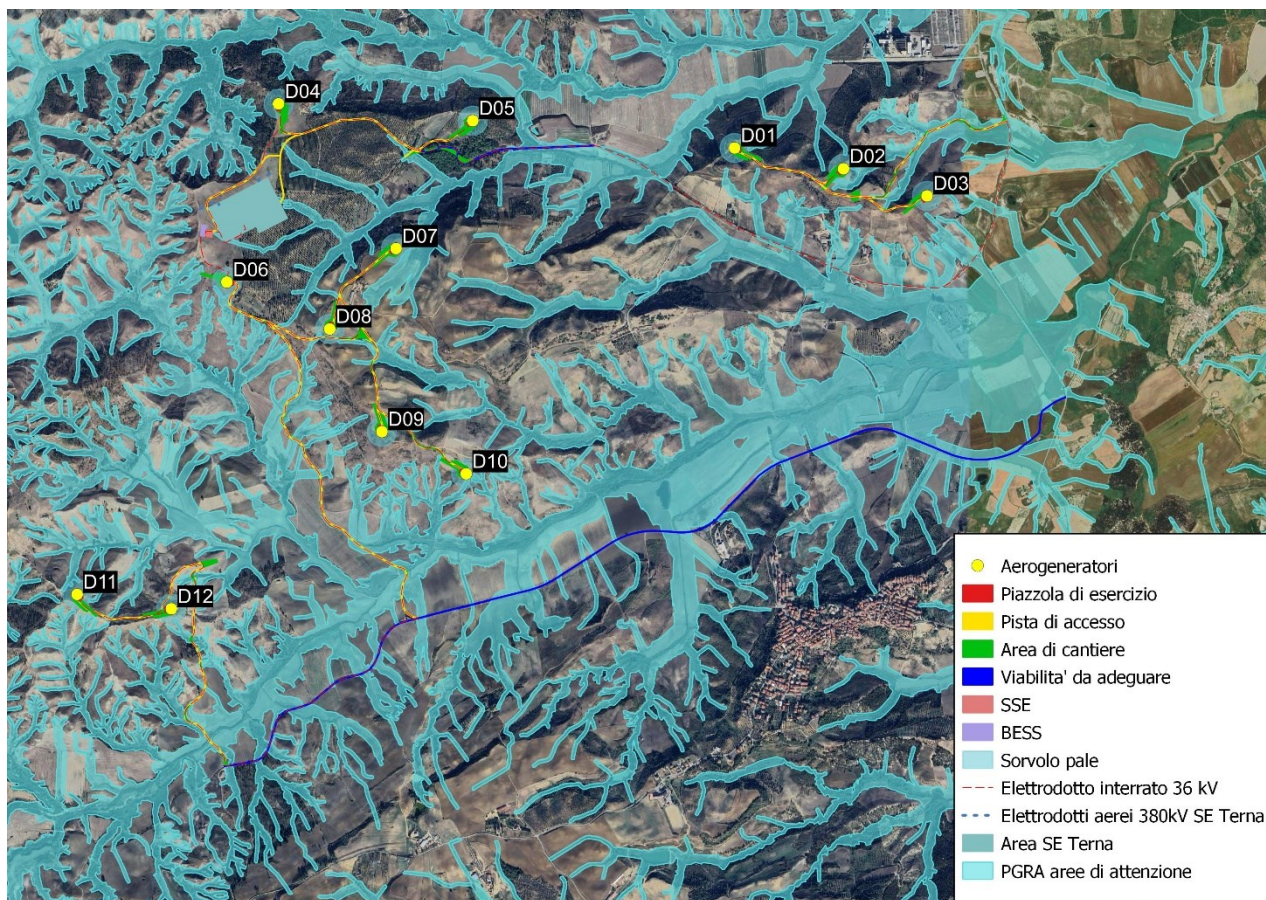 D04
D05
D01
D02
D03
D07
D06
D08
D09
D10
D11
D12
Aerogeneratori
Piazzola di esercizio
Pista di accesso
Area di cantiere
Viabilita' da adeguare
SSE
BESS
Sorvolo pale
Elettrodotto interrato 36 kV
Elettrodotti aerei 380kV SE Terna
Area SE Terna
PGRA aree di attenzione